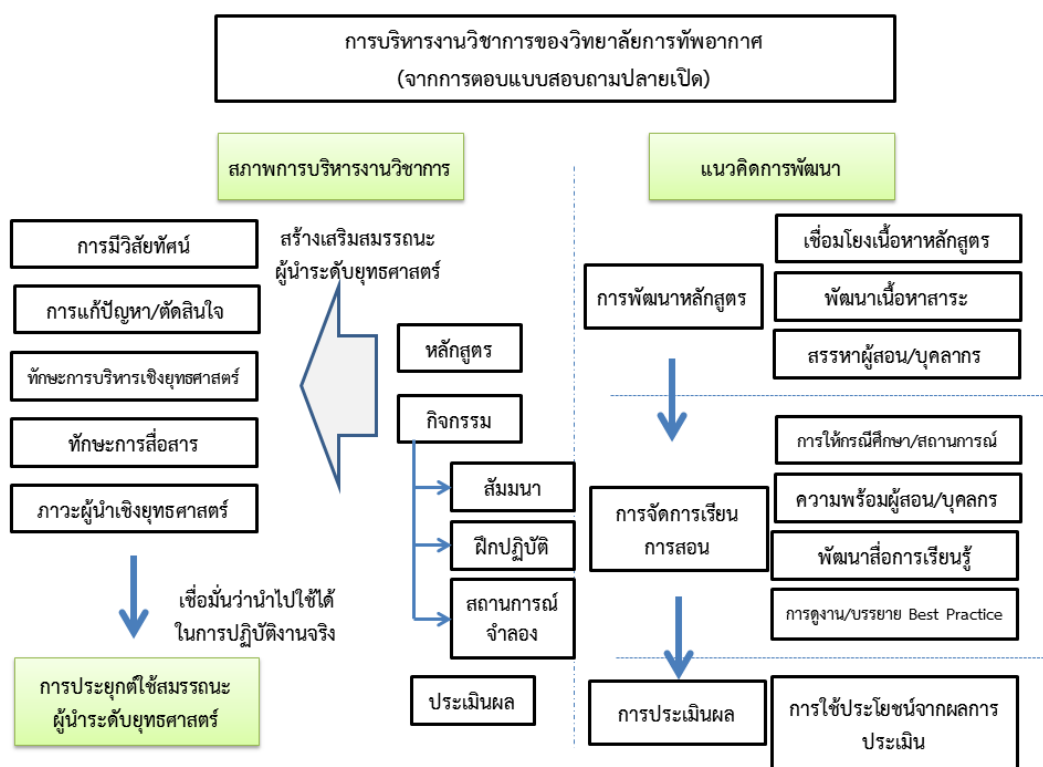 การบริหารงานวิชาการของวิทยาลัยการทัพอากาศ
(จากการตอบแบบสอบถามปลายเปิด)
สภาพการบริหารงานวิชาการ
การมีวิสัยทัศน์
การแก้ปัญหา/ตัดสินใจ
ทักษะการบริหารเชิงยุทธศาสตร์
ทักษะการสื่อสาร
ภาวะผู้นำเชิงยุทธศาสตร์
สร้างเสริมสมรรถนะ
ผู้นำระดับยุทธศาสตร์
หลักสูตร
กิจกรรม
สัมมนา
ฝึกปฏิบัติ
สถานการณ์
จำลอง
ประเมินผล
เชื่อมั่นว่านำไปใช้ได้
ในการปฏิบัติงานจริง
การประยุกต์ใช้สมรรถนะ
ผู้นำระดับยุทธศาสตร์
แนวคิดการพัฒนา
การพัฒนาหลักสูตร
เชื่อมโยงเนื้อหาหลักสูตร
พัฒนาเนื้อหาสาระ
สรรหาผู้สอน/บุคลากร
การจัดการเรียน
การสอน
การให้กรณีศึกษา/สถานการณ์
ความพร้อมผู้สอน/บุคลกร
พัฒนาสื่อการเรียนรู้
การดูงาน/บรรยาย Best Practice
การประเมินผล
การใช้ประโยชน์จากผลการ
ประเมิน